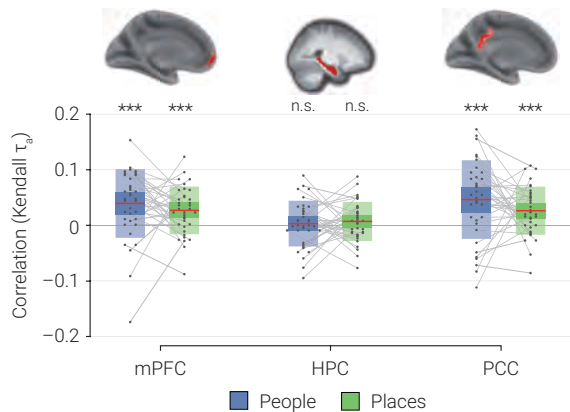 *** *** n.s. n.s. *** ***
0.2
0.1
0
−0.1
−0.2
Correlation (Kendall τa)
mPFC HPC PCC
People Places